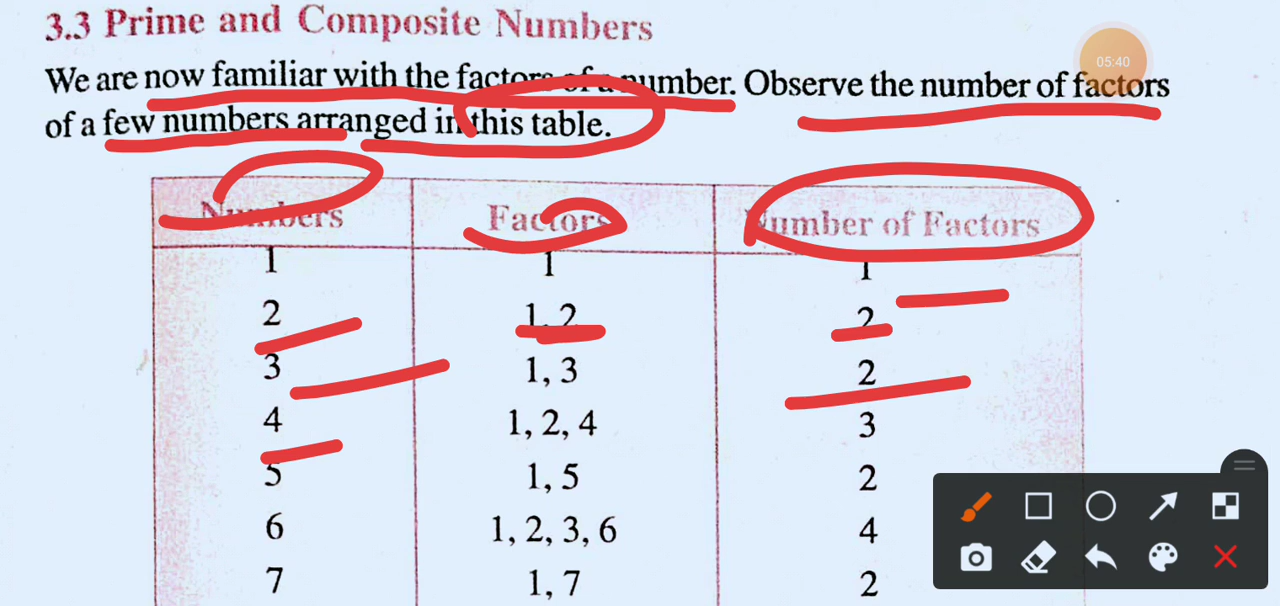 3.3 Prime and Composite Numbers
05:40
We are now familiar with the factors of a number. Observe the number of factors
of a few numbers arranged in this table.
Numbers Factors Number of Factors
1 1 1
2 1, 2 2
3 1, 3 2
4 1, 2, 4 3
5 1, 5 2
6 1, 2, 3, 6 4
7 1, 7 2